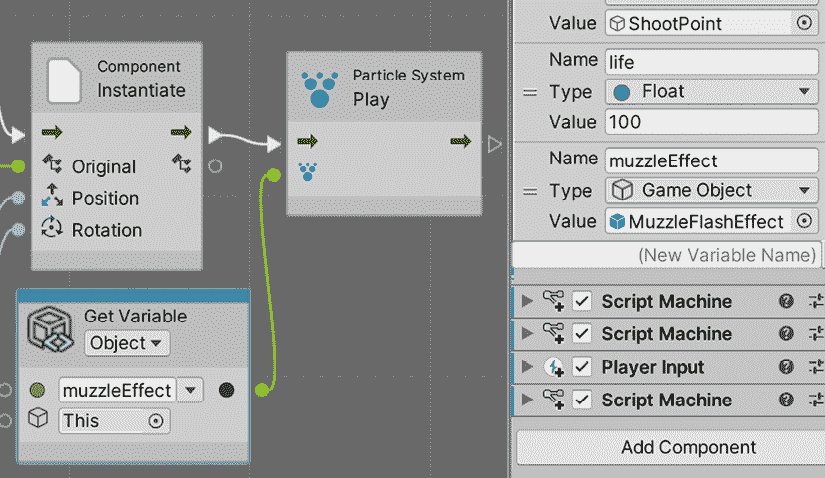 Component
Instantiate
Original
Position
Rotation
Particle System
Play
Get Variable
Object
muzzleEffect
This
Value ShootPoint
Name life
Type Float
Value 100
Name muzzleEffect
Type Game Object
Value MuzzleFlashEffect
(New Variable Name)
Script Machine
Script Machine
Player Input
Script Machine
Add Component